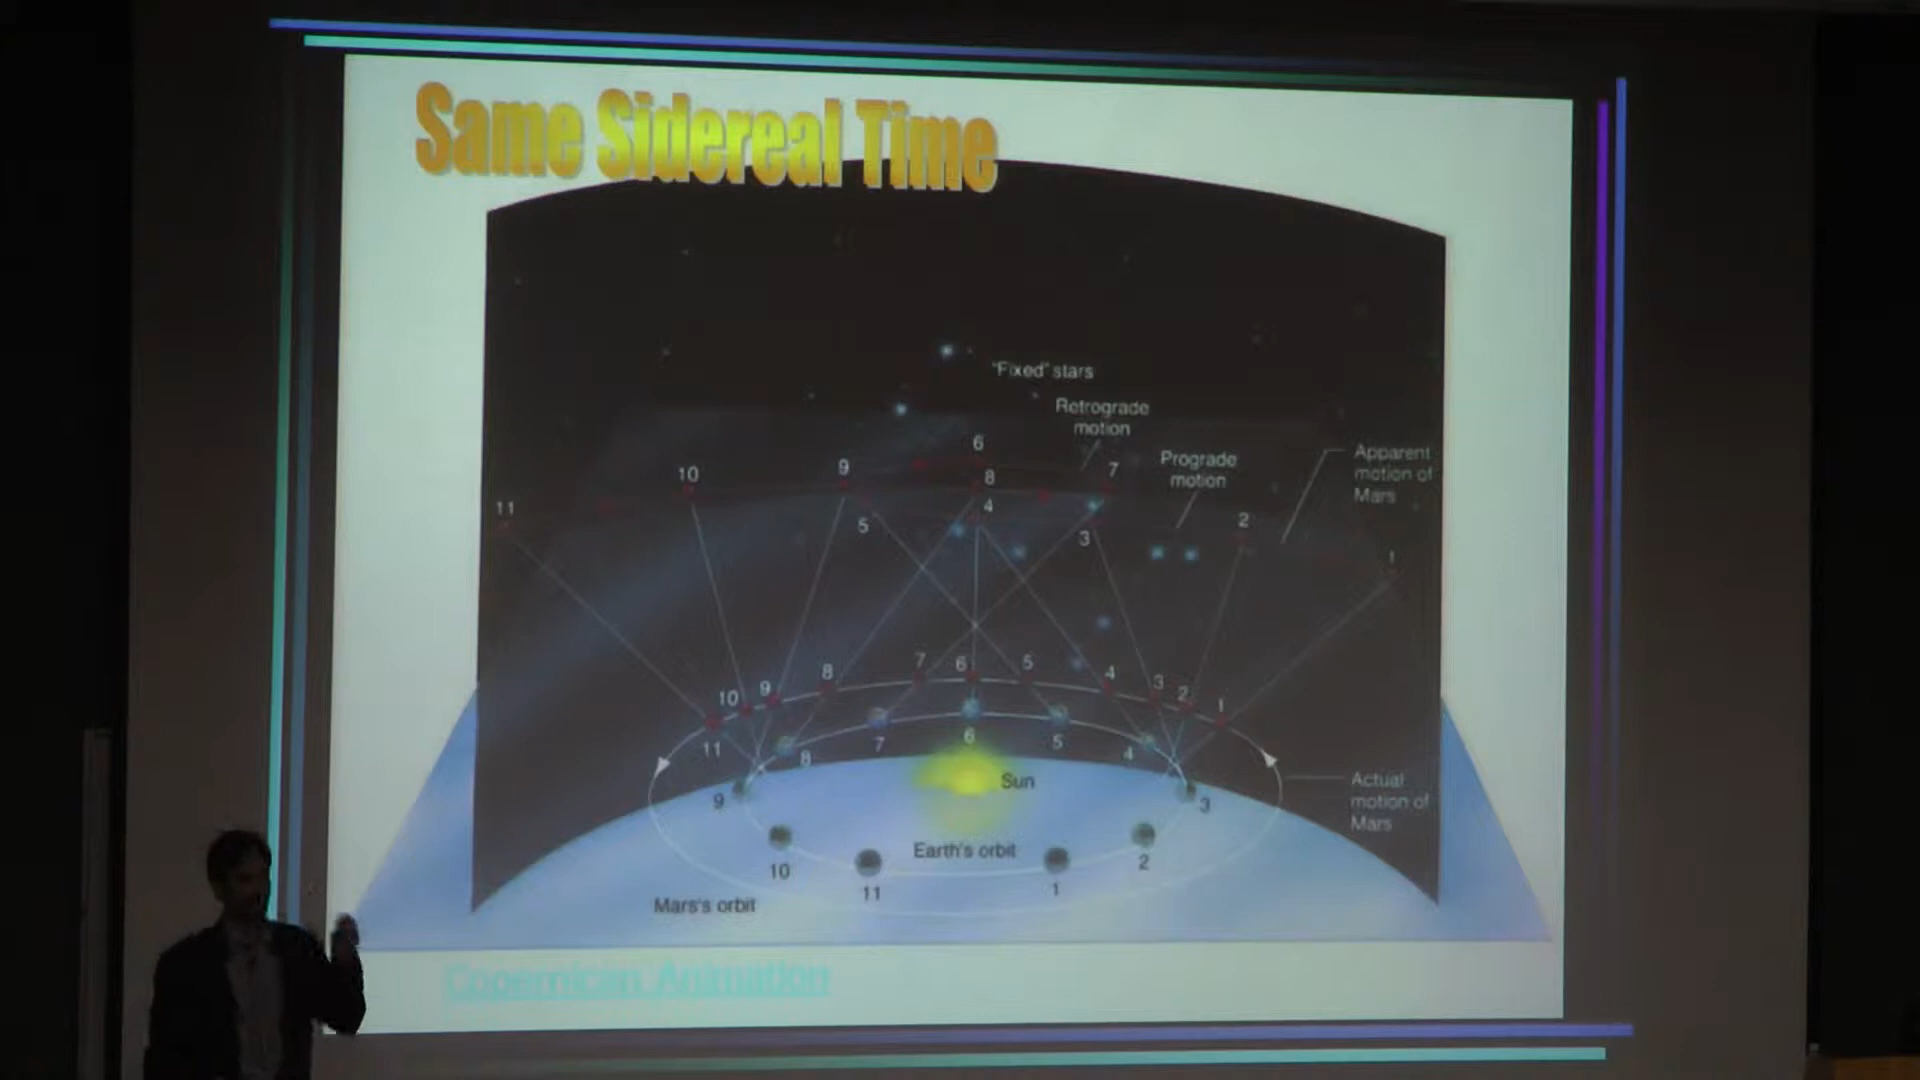 Same Sidereal Time
"Fixed" stars
Retrograde
motion
6
Prograde
motion
Apparent
motion of
Mars
9
7
10
8
11
4
2
5
3
1
7
6
5
8
4
3
10
9
2
1
11
6
7
5
8
4
Sun
9
3
Actual
motion of
Mars
Earth's orbit
10
2
11
1
Mars's orbit
Copernican Animation